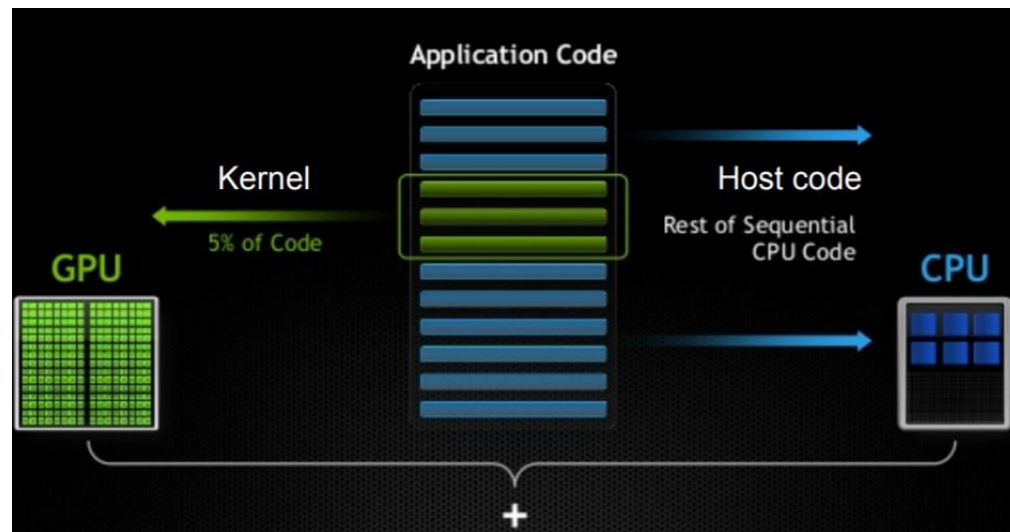 Application Code
Kernel
Host code
5% of Code
Rest of Sequential
CPU Code
GPU
CPU
+